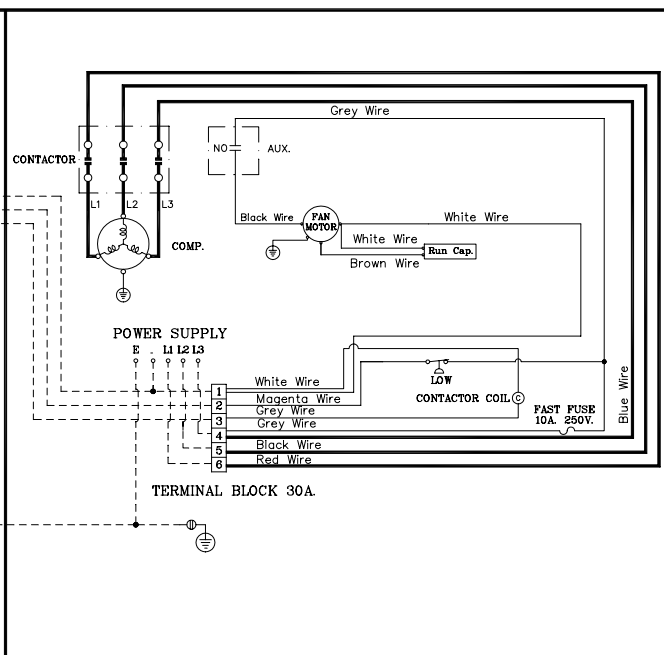 Grey Wire
NO
AUX.
CONTACTOR
L1 L2 L3
Black Wire
FAN
MOTOR
White Wire
White Wire
Run Cap.
Brown Wire
COMP.
POWER SUPPLY
E . L1 L2 L3
LOW
White Wire
1
CONTACTOR COIL
C
Magenta Wire
2
Grey Wire
3
FAST FUSE
10A. 250V.
Blue Wire
Grey Wire
4
Black Wire
5
Red Wire
6
TERMINAL BLOCK 30A.